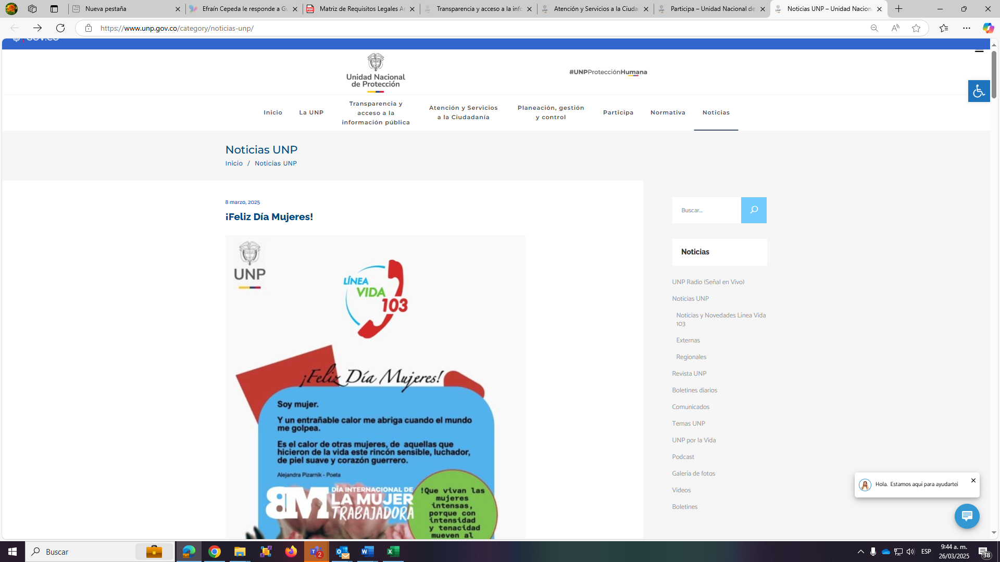 Nueva pestaña
Efraín Cepeda le responde a Gu
Matriz de Requisitos Legales
Transparencia y acceso a la info
Atención y Servicios a la Ciuda
Participa – Unidad Nacional de
Noticias UNP – Unidad Nacion
https://www.unp.gov.co/category/noticias-unp/
GOV.CO
Unidad Nacional
de Protección
#UNPProtecciónHumana
Inicio
La UNP
Transparencia y
acceso a la
información pública
Atención y Servicios
a la Ciudadanía
Planeación, gestión
y control
Participa
Normativa
Noticias
Noticias UNP
Inicio / Noticias UNP
8 marzo, 2025
¡Feliz Día Mujeres!
UNP
LÍNEA
VIDA
103
¡Feliz Día Mujeres!
Soy mujer.
Y un entrañable calor me abriga cuando el mundo
me golpea.
Es el calor de otras mujeres, de aquellas que
hicieron de la vida este rincón sensible, luchador,
de piel suave y corazón guerrero.
Alejandra Pizarnik - Poeta
8M
DÍA INTERNACIONAL DE
LA MUJER
TRABAJADORA
!Que vivan las
mujeres
intensas,
porque con
intensidad
y tenacidad
mueven al
Buscar...
Noticias
UNP Radio (Señal en Vivo)
Noticias UNP
Noticias y Novedades Línea Vida
103
Externas
Regionales
Revista UNP
Boletines diarios
Comunicados
Temas UNP
UNP por la Vida
Podcast
Galería de fotos
Videos
Boletines
Hola. Estamos aqui para ayudartei
Buscar
2
ESP
9:44 a. m.
26/03/2025
38